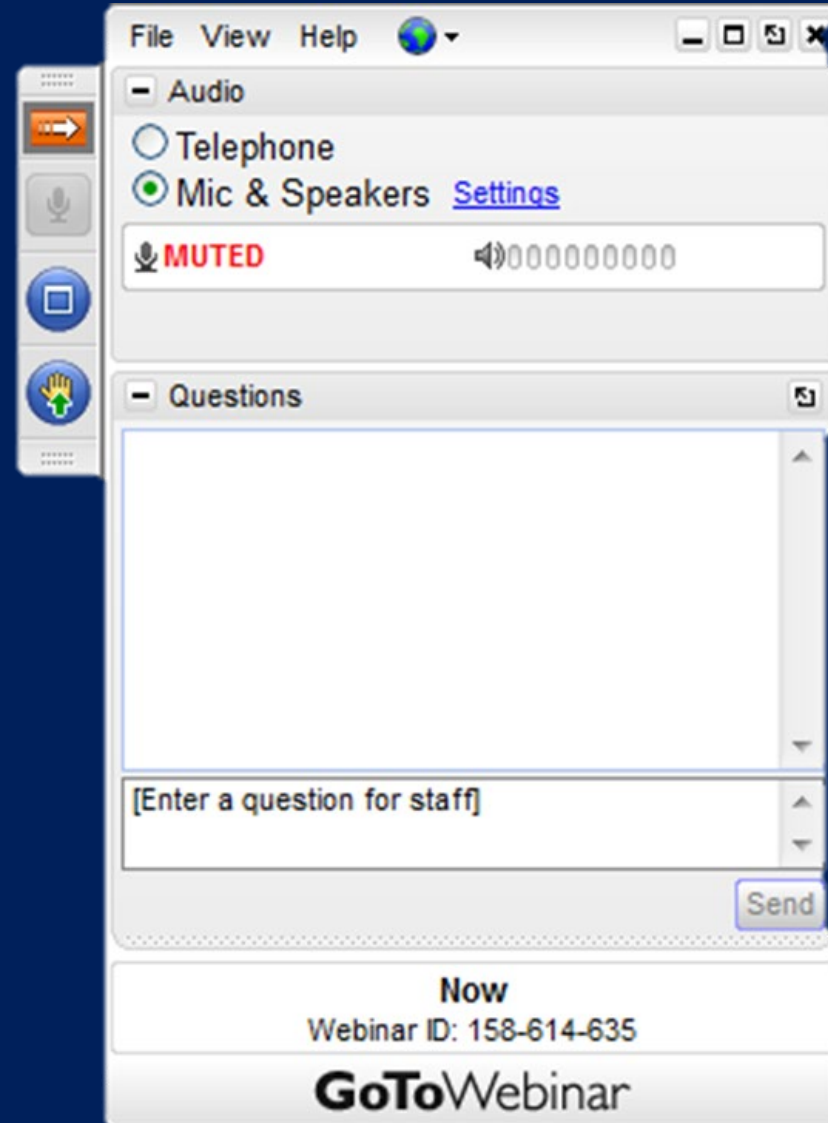 File View Help
Audio
Telephone
Mic & Speakers Settings
MUTED
Questions
[Enter a question for staff]
Send
Now
Webinar ID: 158-614-635
GoToWebinar